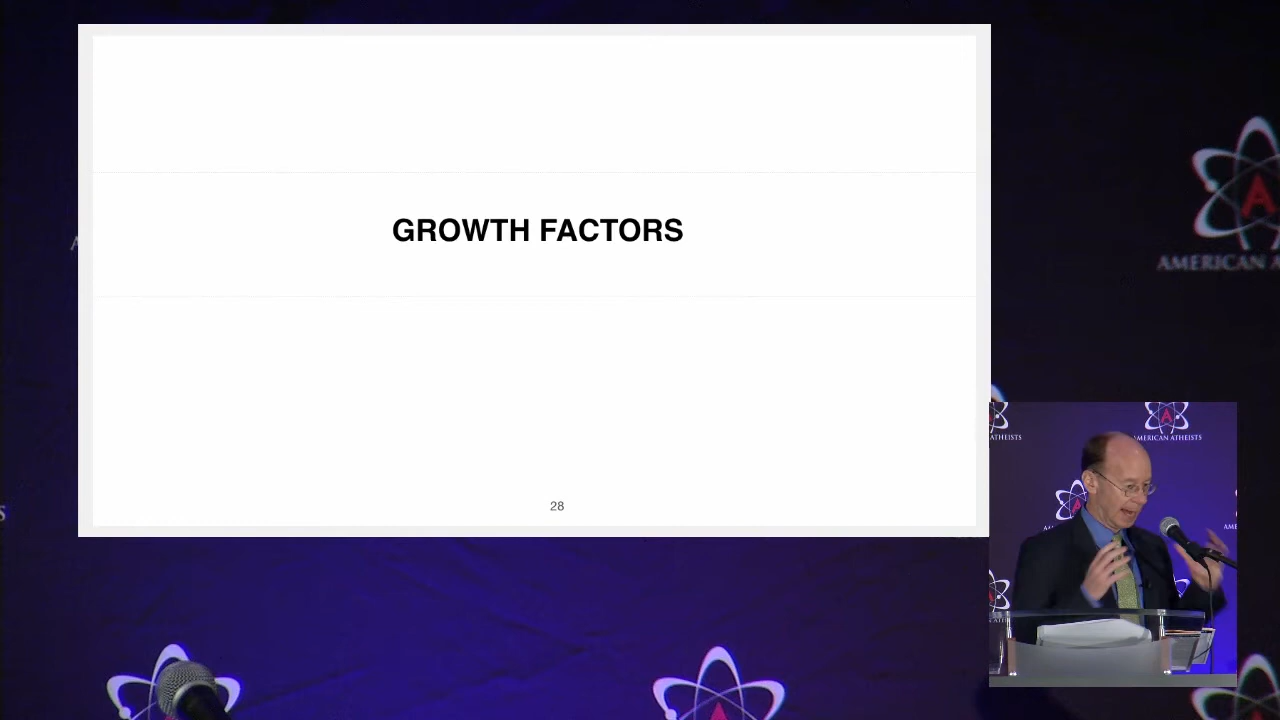 GROWTH FACTORS
28
AMERICAN A
ATHEISTS
AMERICAN ATHEISTS